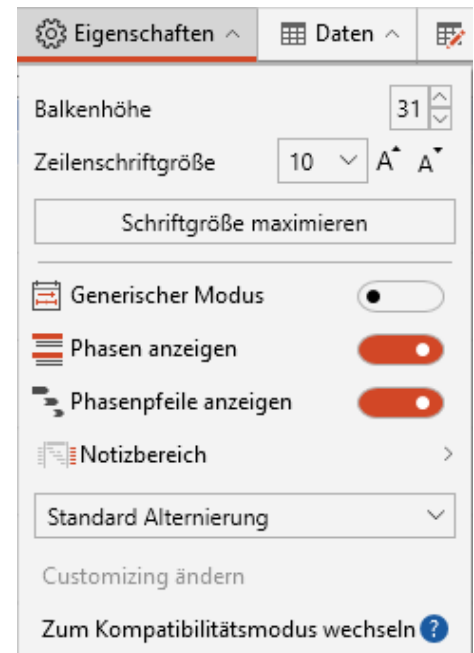 Eigenschaften Daten
Balkenhöhe 31
Zeilenschriftgröße 10 A A
Schriftgröße maximieren
Generischer Modus
Phasen anzeigen
Phasenpfeile anzeigen
Notizbereich
Standard Alternierung
Customizing ändern
Zum Kompatibilitätsmodus wechseln ?